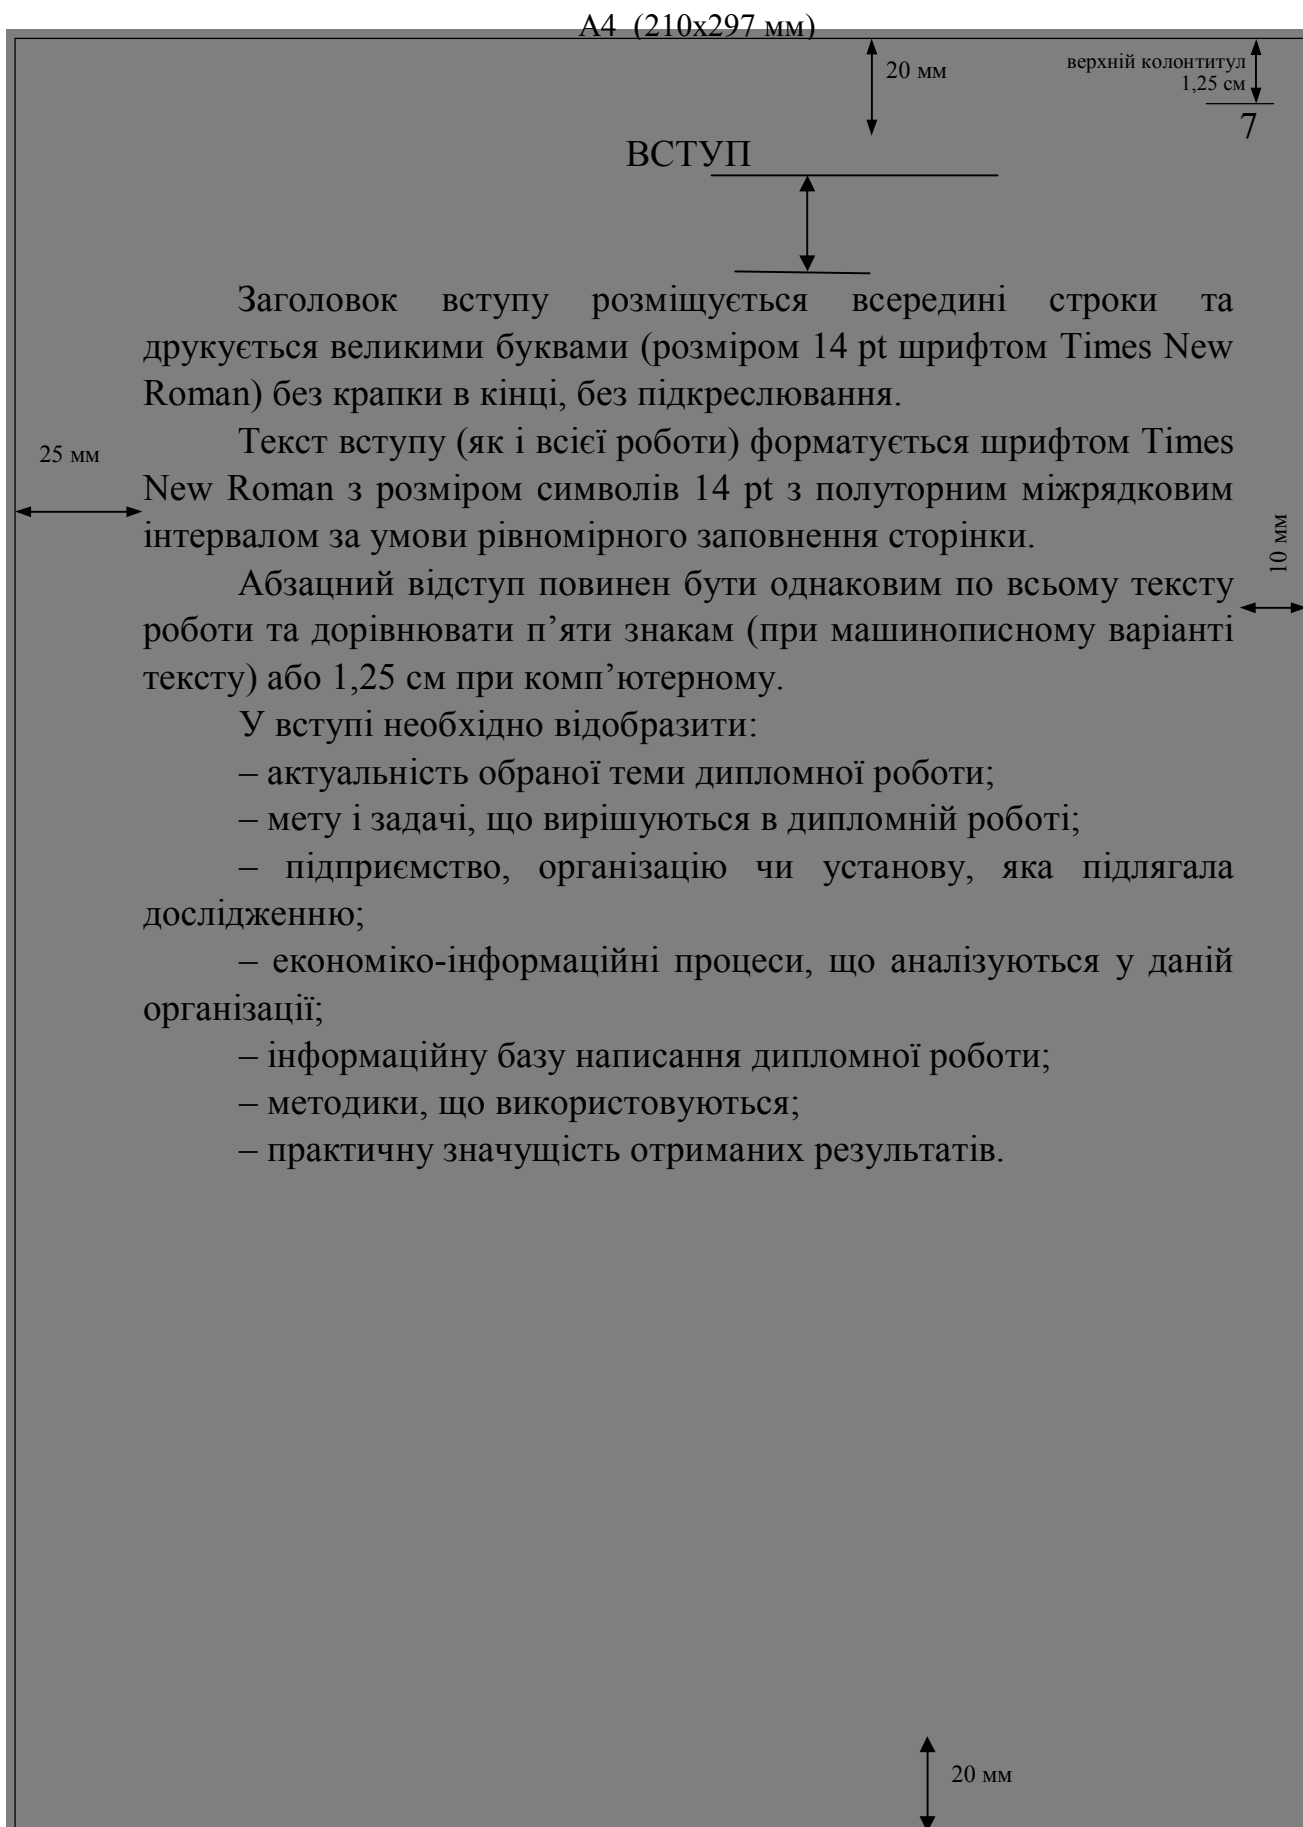 А4 (210х297 мм)
20 мм
верхній колонтитул
1,25 см
7
ВСТУП
Заголовок вступу розміщується всередині строки та
друкується великими буквами (розміром 14 pt шрифтом Times New
Roman) без крапки в кінці, без підкреслювання.
25 мм
Текст вступу (як і всієї роботи) форматується шрифтом Times
New Roman з розміром символів 14 pt з полуторним міжрядковим
інтервалом за умови рівномірного заповнення сторінки.
10 мм
Абзацний відступ повинен бути однаковим по всьому тексту
роботи та дорівнювати п’яти знакам (при машинописному варіанті
тексту) або 1,25 см при комп’ютерному.
У вступі необхідно відобразити:
– актуальність обраної теми дипломної роботи;
– мету і задачі, що вирішуються в дипломній роботі;
– підприємство, організацію чи установу, яка підлягала
дослідженню;
– економіко-інформаційні процеси, що аналізуються у даній
організації;
– інформаційну базу написання дипломної роботи;
– методики, що використовуються;
– практичну значущість отриманих результатів.
20 мм